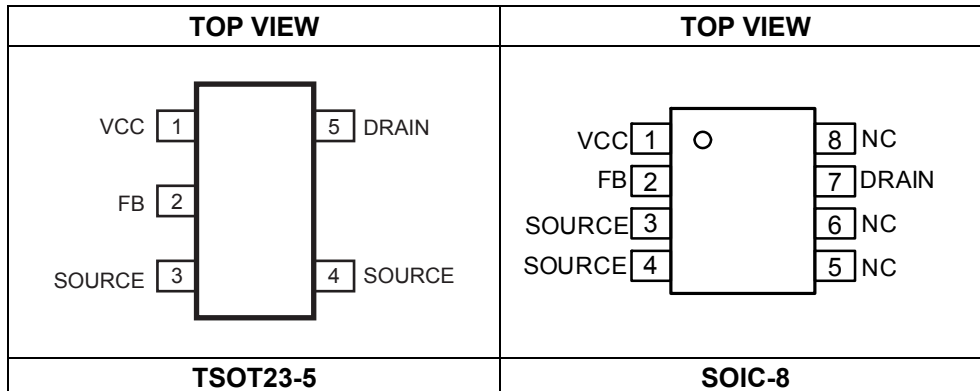 TOP VIEW
TOP VIEW
VCC 1
5 DRAIN
FB 2
SOURCE 3
4 SOURCE
VCC 1
8 NC
FB 2
7 DRAIN
SOURCE 3
6 NC
SOURCE 4
5 NC
TSOT23-5
SOIC-8